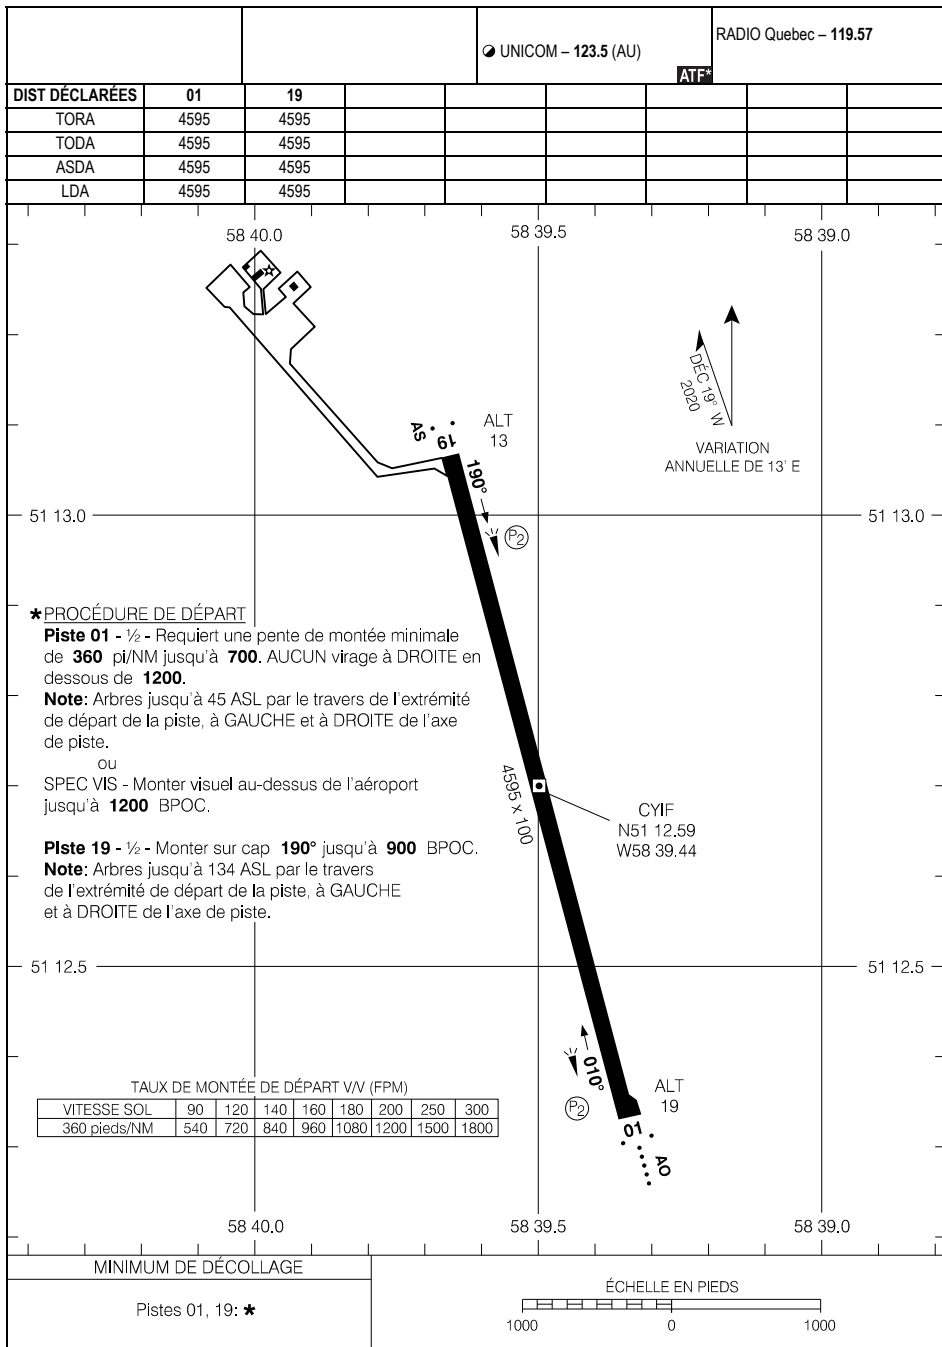 UNICOM – 123.5 (AU)
ATF*
RADIO Quebec – 119.57
DIST DÉCLARÉES 01 19
TORA 4595 4595
TODA 4595 4595
ASDA 4595 4595
LDA 4595 4595
58 40.0 58 39.5 58 39.0
DÉC 19° W
2020
VARIATION
ANNUELLE DE 13' E
AS
19
ALT
13
190°
P2
51 13.0 51 13.0
*PROCÉDURE DE DÉPART
Piste 01 - ½ - Requiert une pente de montée minimale
de 360 pi/NM jusqu'à 700. AUCUN virage à DROITE en
dessous de 1200.
Note: Arbres jusqu'à 45 ASL par le travers de l'extrémité
de départ de la piste, à GAUCHE et à DROITE de l'axe
de piste.
ou
SPEC VIS - Monter visuel au-dessus de l'aéroport
jusqu'à 1200 BPOC.
Piste 19 - ½ - Monter sur cap 190° jusqu'à 900 BPOC.
Note: Arbres jusqu'à 134 ASL par le travers
de l'extrémité de départ de la piste, à GAUCHE
et à DROITE de l'axe de piste.
4595 x 100
CYIF
N51 12.59
W58 39.44
51 12.5 51 12.5
010°
P2
ALT
19
01
AO
TAUX DE MONTÉE DE DÉPART V/V (FPM)
VITESSE SOL 90 120 140 160 180 200 250 300
360 pieds/NM 540 720 840 960 1080 1200 1500 1800
58 40.0 58 39.5 58 39.0
MINIMUM DE DÉCOLLAGE
Pistes 01, 19: *
ÉCHELLE EN PIEDS
1000 0 1000